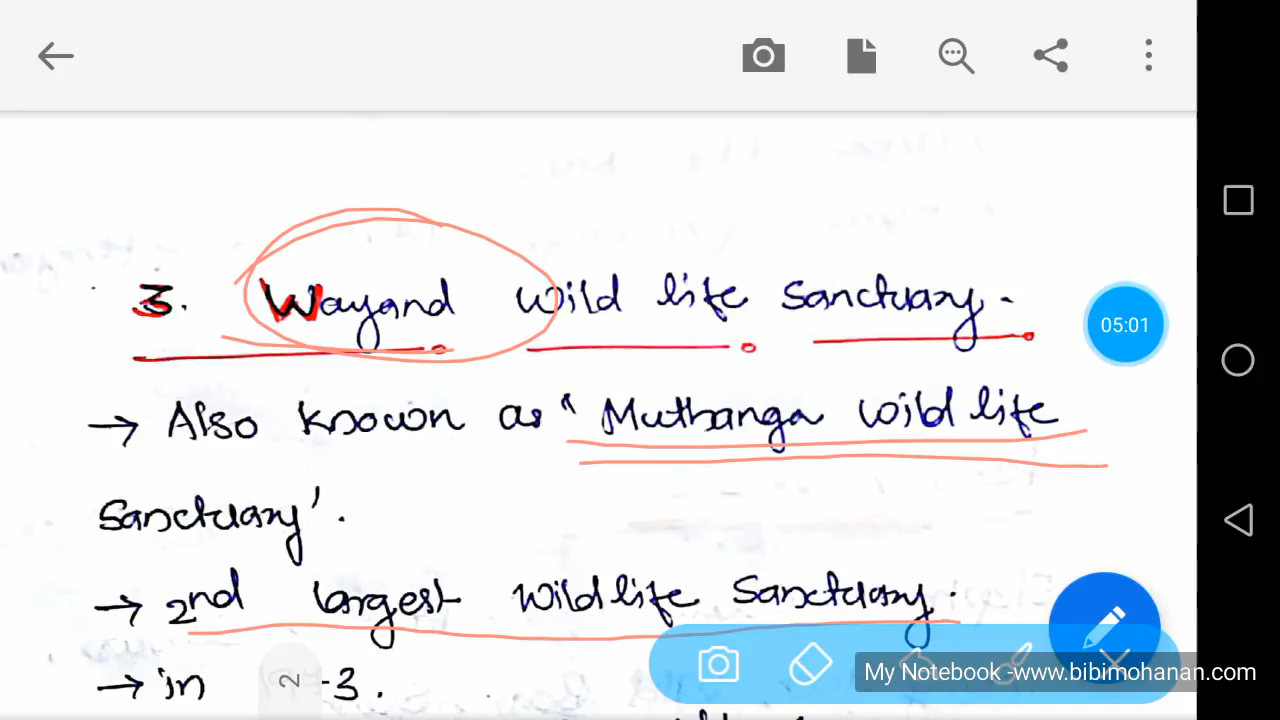 05:01
3. Wayand Wild life Sanctuary.
→ Also known as "Muthanga Wild life
Sanctuary'.
→ 2nd largest Wildlife Sanctuary.
→ in -3.
2
My Notebook -www.bibimohanan.com